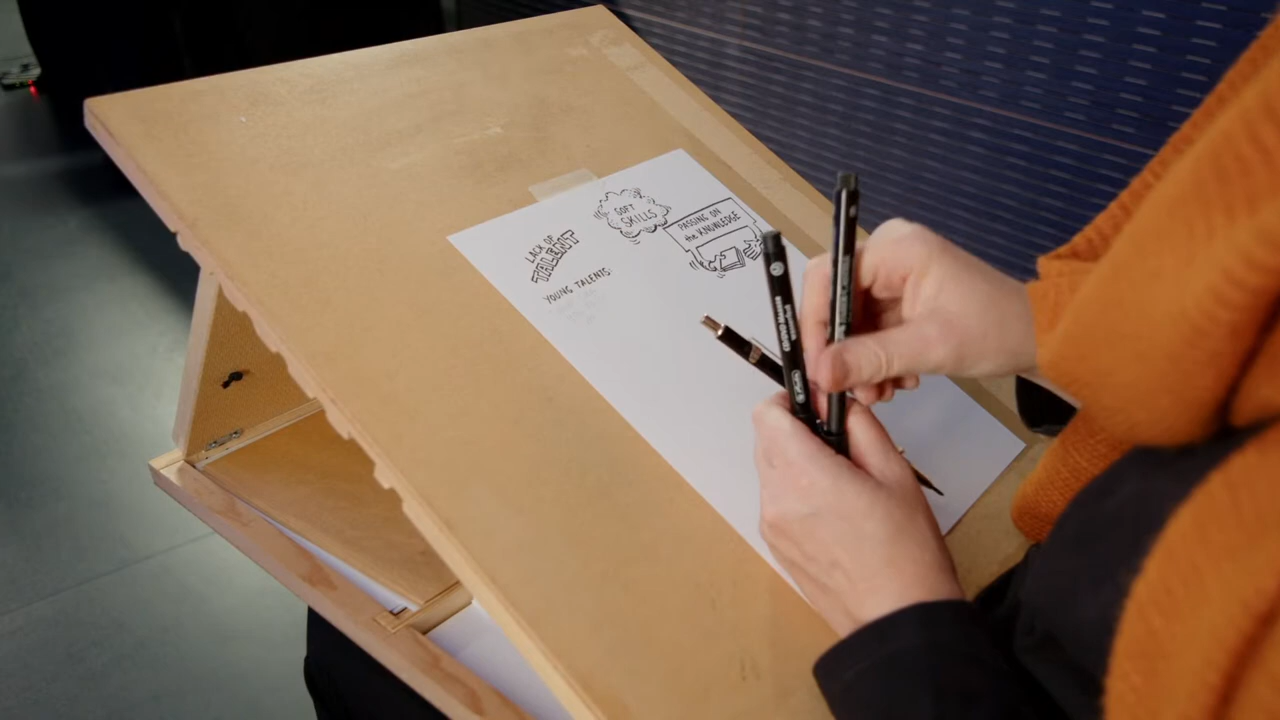 LACK OF
TALENT
YOUNG TALENTS:
SOFT
SKILLS
PASSING ON
the KNOWLEDGE